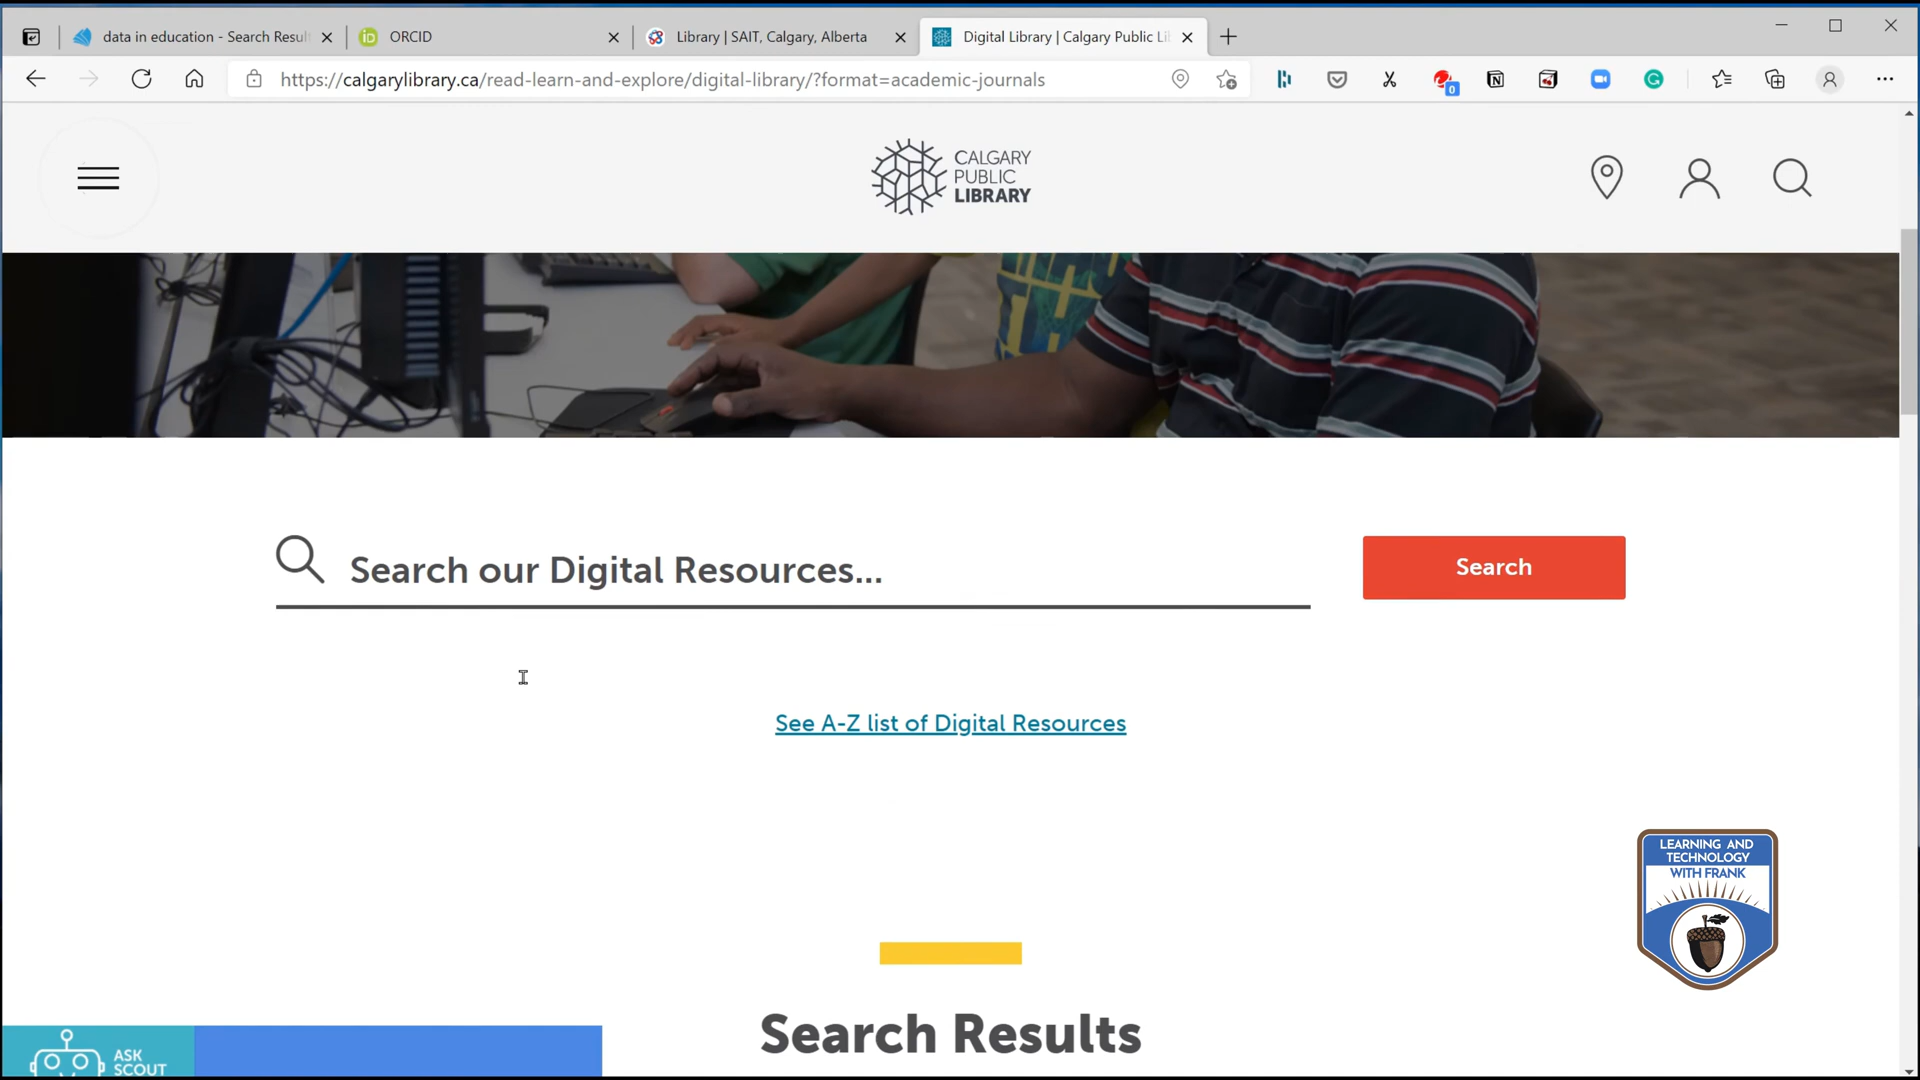 data in education - Search Resul
ORCID
Library | SAIT, Calgary, Alberta
Digital Library | Calgary Public Li
https://calgarylibrary.ca/read-learn-and-explore/digital-library/?format=academic-journals
0
CALGARY
PUBLIC
LIBRARY
Search our Digital Resources...
Search
See A-Z list of Digital Resources
LEARNING AND
TECHNOLOGY
WITH FRANK
Search Results
ASK
SCOUT